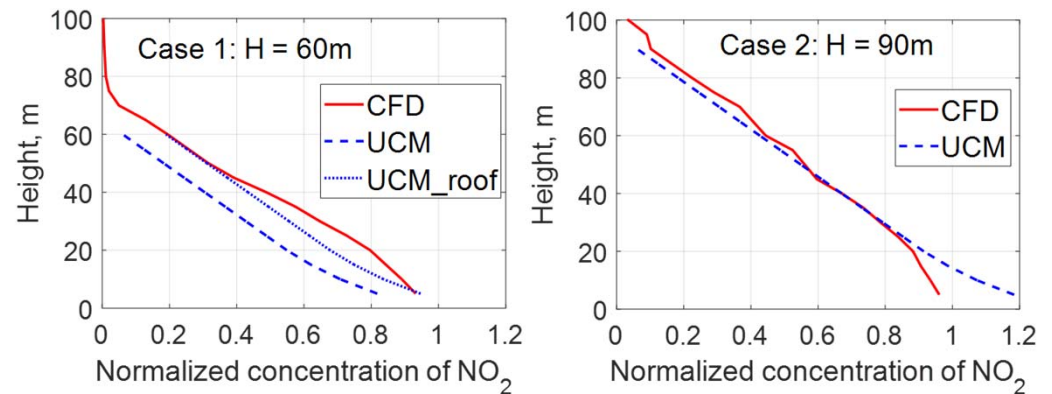 Case 1: H = 60m
CFD
UCM
UCM_roof
Height, m
100
80
60
40
20
0
0 0.2 0.4 0.6 0.8 1 1.2
Normalized concentration of NO2
Case 2: H = 90m
CFD
UCM
Height, m
100
80
60
40
20
0
0 0.2 0.4 0.6 0.8 1 1.2
Normalized concentration of NO2